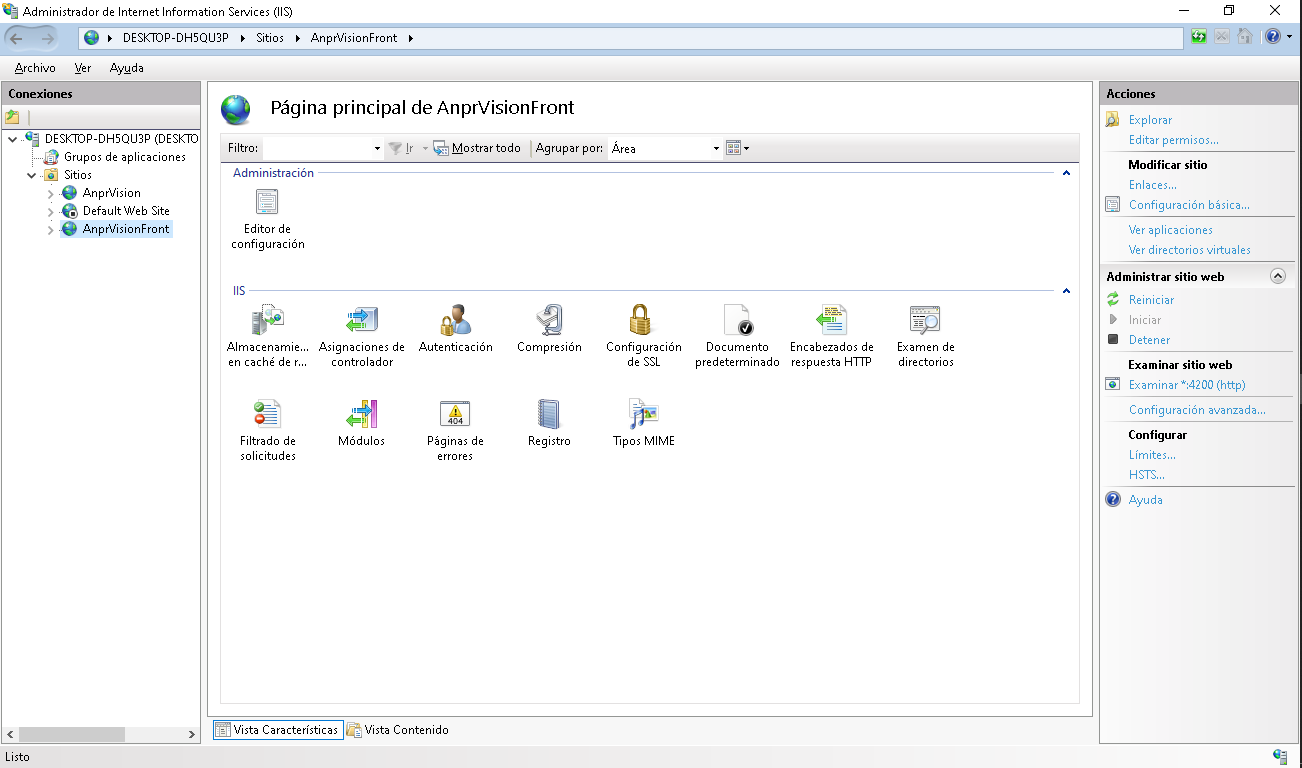 Administrador de Internet Information Services (IIS)
DESKTOP-DH5QU3P
Sitios
AnprVisionFront
Archivo
Ver
Ayuda
Conexiones
DESKTOP-DH5QU3P (DESKTO
Grupos de aplicaciones
Sitios
AnprVision
Default Web Site
AnprVisionFront
Página principal de AnprVisionFront
Filtro:
Ir
Mostrar todo
Agrupar por:
Área
Administración
Editor de
configuración
IIS
Almacenamie...
en caché de r...
Asignaciones de
controlador
Autenticación
Compresión
Configuración
de SSL
Documento
predeterminado
Encabezados de
respuesta HTTP
Examen de
directorios
Filtrado de
solicitudes
Módulos
404
Páginas de
errores
Registro
Tipos MIME
Vista Características
Vista Contenido
Acciones
Explorar
Editar permisos...
Modificar sitio
Enlaces...
Configuración básica...
Ver aplicaciones
Ver directorios virtuales
Administrar sitio web
Reiniciar
Iniciar
Detener
Examinar sitio web
Examinar *:4200 (http)
Configuración avanzada...
Configurar
Límites...
HSTS...
Ayuda
Listo